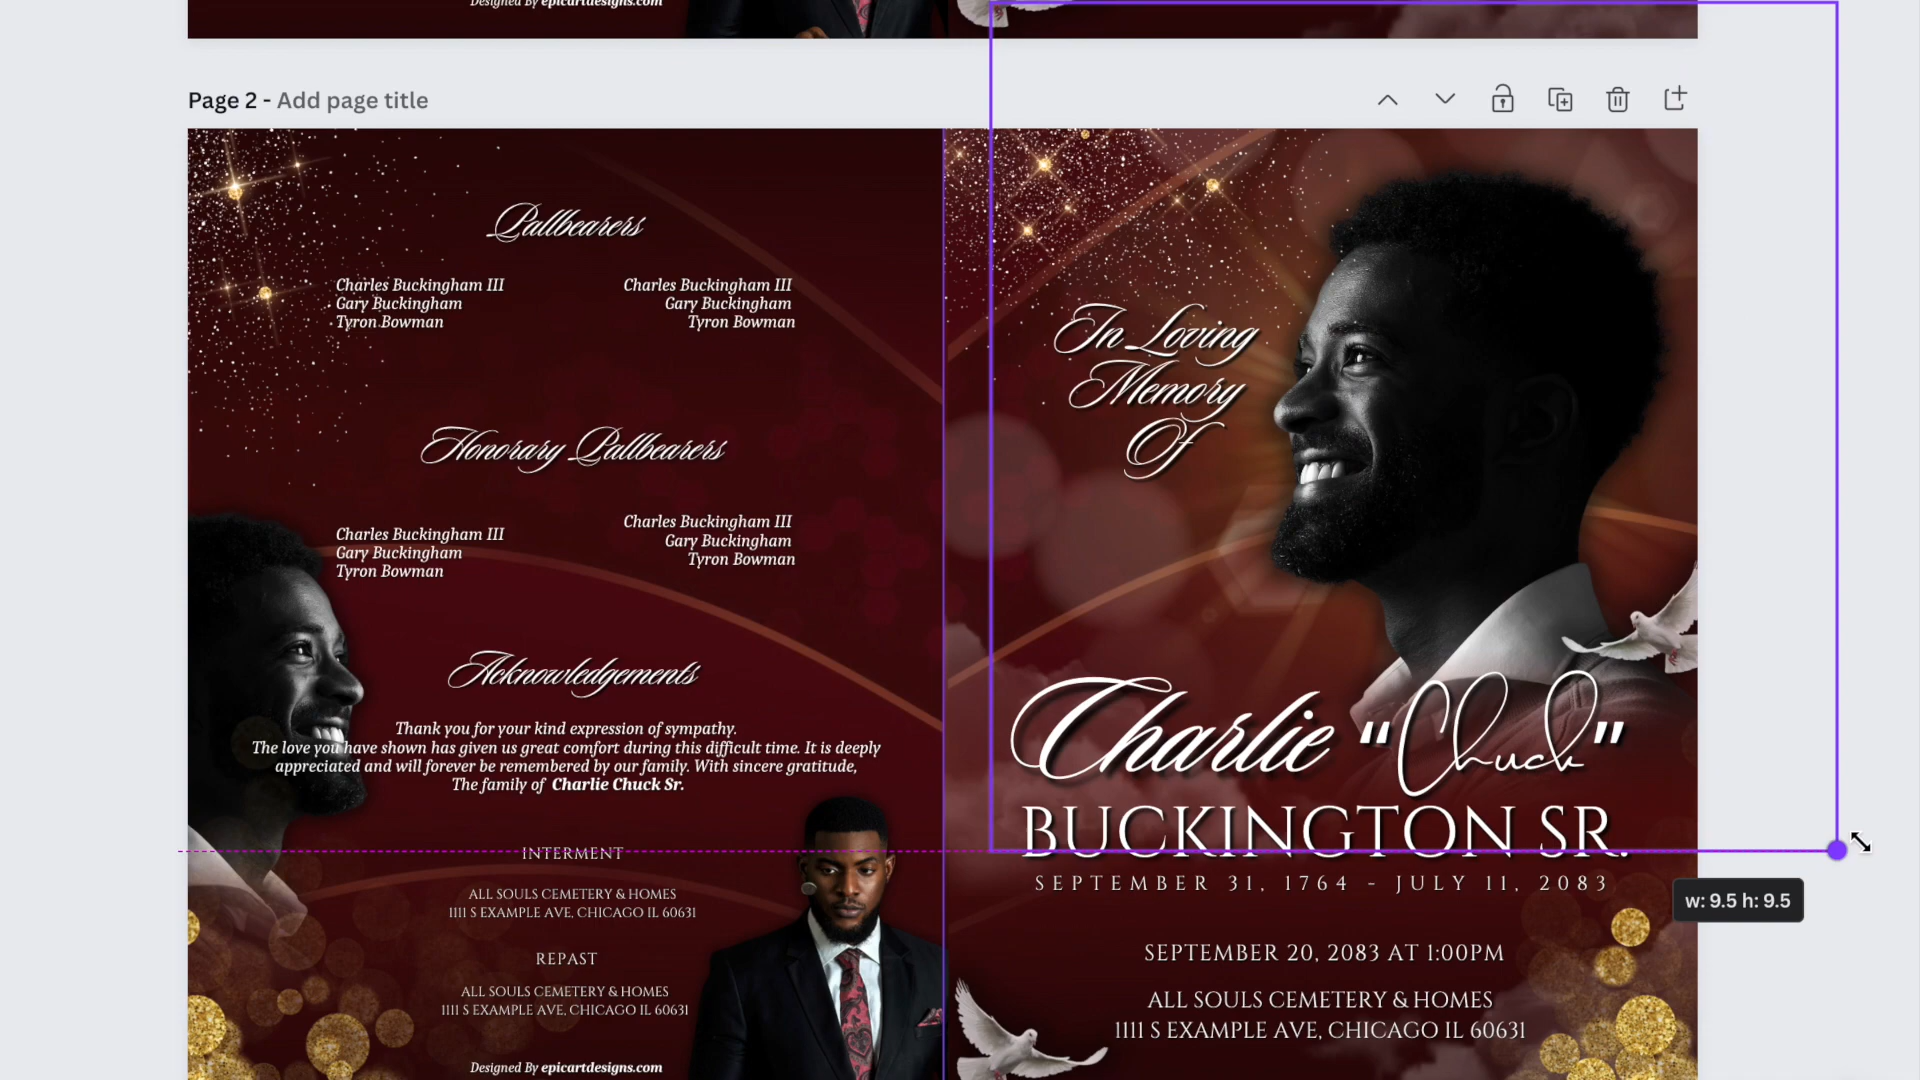 Designed By epicartdesigns.com
Page 2 - Add page title
Pallbearers
Charles Buckingham III
Gary Buckingham
Tyron Bowman
Charles Buckingham III
Gary Buckingham
Tyron Bowman
Honorary Pallbearers
Charles Buckingham III
Gary Buckingham
Tyron Bowman
Charles Buckingham III
Gary Buckingham
Tyron Bowman
Acknowledgements
Thank you for your kind expression of sympathy.
The love you have shown has given us great comfort during this difficult time. It is deeply
appreciated and will forever be remembered by our family. With sincere gratitude,
The family of Charlie Chuck Sr.
INTERMENT
ALL SOULS CEMETERY & HOMES
1111 S EXAMPLE AVE, CHICAGO IL 60631
REPAST
ALL SOULS CEMETERY & HOMES
1111 S EXAMPLE AVE, CHICAGO IL 60631
Designed By epicartdesigns.com
In Loving
Memory
Of
Charlie "Chuck"
BUCKINGTON SR.
SEPTEMBER 31, 1764 - JULY 11, 2083
SEPTEMBER 20, 2083 AT 1:00PM
ALL SOULS CEMETERY & HOMES
1111 S EXAMPLE AVE, CHICAGO IL 60631
w: 9.5 h: 9.5